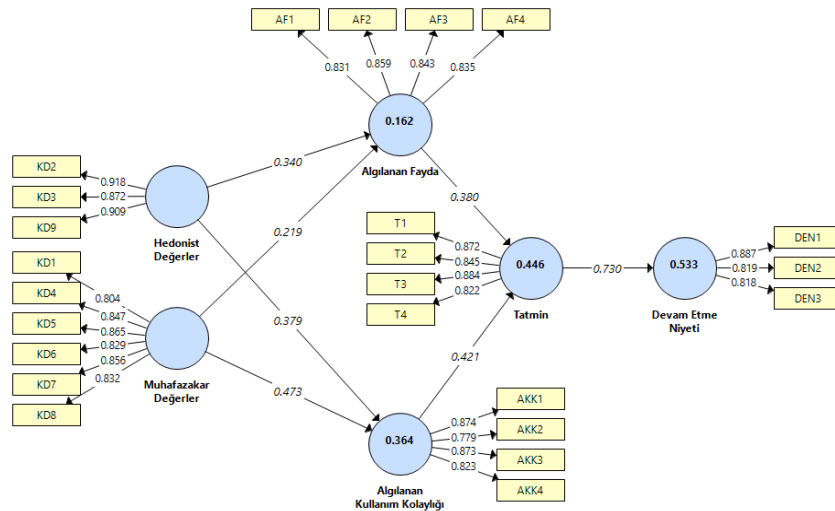 AF1 AF2 AF3 AF4
0.831 0.859 0.843 0.835
0.162
Algılanan Fayda
KD2
KD3
KD9
0.918
0.872
0.909
Hedonist
Değerler
0.340
0.219
0.379
0.473
KD1
KD4
KD5
KD6
KD7
KD8
0.804
0.847
0.865
0.829
0.856
0.832
Muhafazakar
Değerler
0.380
0.421
T1
T2
T3
T4
0.872
0.845
0.884
0.822
0.446
Tatmin
0.730
0.533
Devam Etme
Niyeti
0.887
0.819
0.818
DEN1
DEN2
DEN3
0.364
Algılanan
Kullanım Kolaylığı
0.874
0.779
0.873
0.823
AKK1
AKK2
AKK3
AKK4